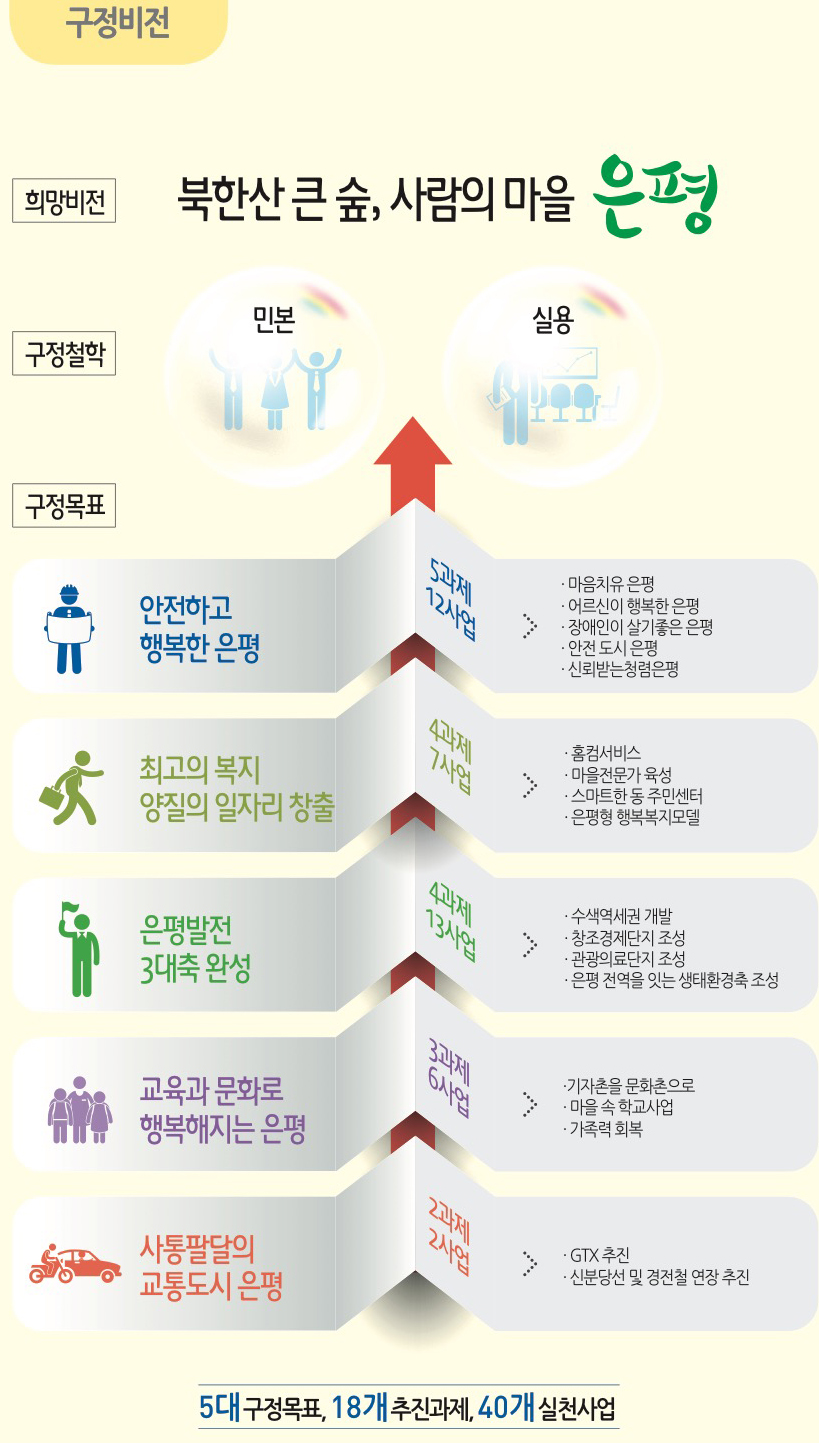 구정비전
희망비전
북한산 큰 숲, 사람의 마을 은평
구정철학
민본
실용
구정목표
안전하고
행복한 은평
5과제
12사업
· 마음치유 은평
· 어르신이 행복한 은평
· 장애인이 살기좋은 은평
· 안전 도시 은평
· 신뢰받는청렴은평
최고의 복지
양질의 일자리 창출
4과제
7사업
· 홈컴서비스
· 마을전문가 육성
· 스마트한 동 주민센터
· 은평형 행복복지모델
은평발전
3대축 완성
4과제
13사업
· 수색역세권 개발
· 창조경제단지 조성
· 관광의료단지 조성
· 은평 전역을 잇는 생태환경축 조성
교육과 문화로
행복해지는 은평
3과제
6사업
·기자촌을 문화촌으로
· 마을 속 학교사업
· 가족력 회복
사통팔달의
교통도시 은평
2과제
2사업
· GTX 추진
· 신분당선 및 경전철 연장 추진
5대 구정목표, 18개 추진과제, 40개 실천사업